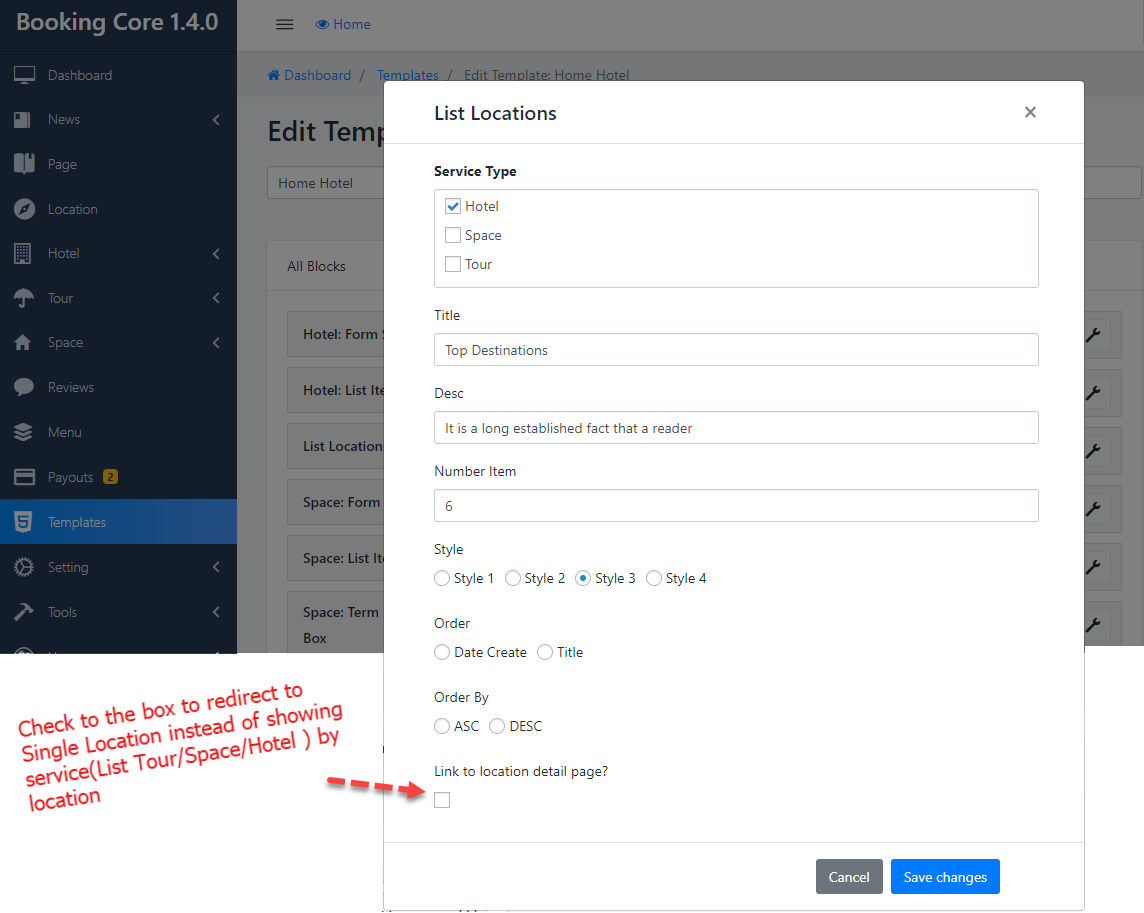 Booking Core 1.4.0
Home
Dashboard
News
Page
Location
Hotel
Tour
Space
Reviews
Menu
Payouts 2
Templates
Setting
Tools
Dashboard / Templates / Edit Template: Home Hotel
Edit Temp
Home Hotel
All Blocks
Hotel: Form
Hotel: List Ite
List Location
Space: Form
Space: List Ite
Space: Term
Box
List Locations
×
Service Type
Hotel
Space
Tour
Title
Top Destinations
Desc
It is a long established fact that a reader
Number Item
6
Style
Style 1 Style 2 Style 3 Style 4
Order
Date Create Title
Order By
ASC DESC
Link to location detail page?
Cancel Save changes
Check to the box to redirect to
Single Location instead of showing
service(List Tour/Space/Hotel ) by
location